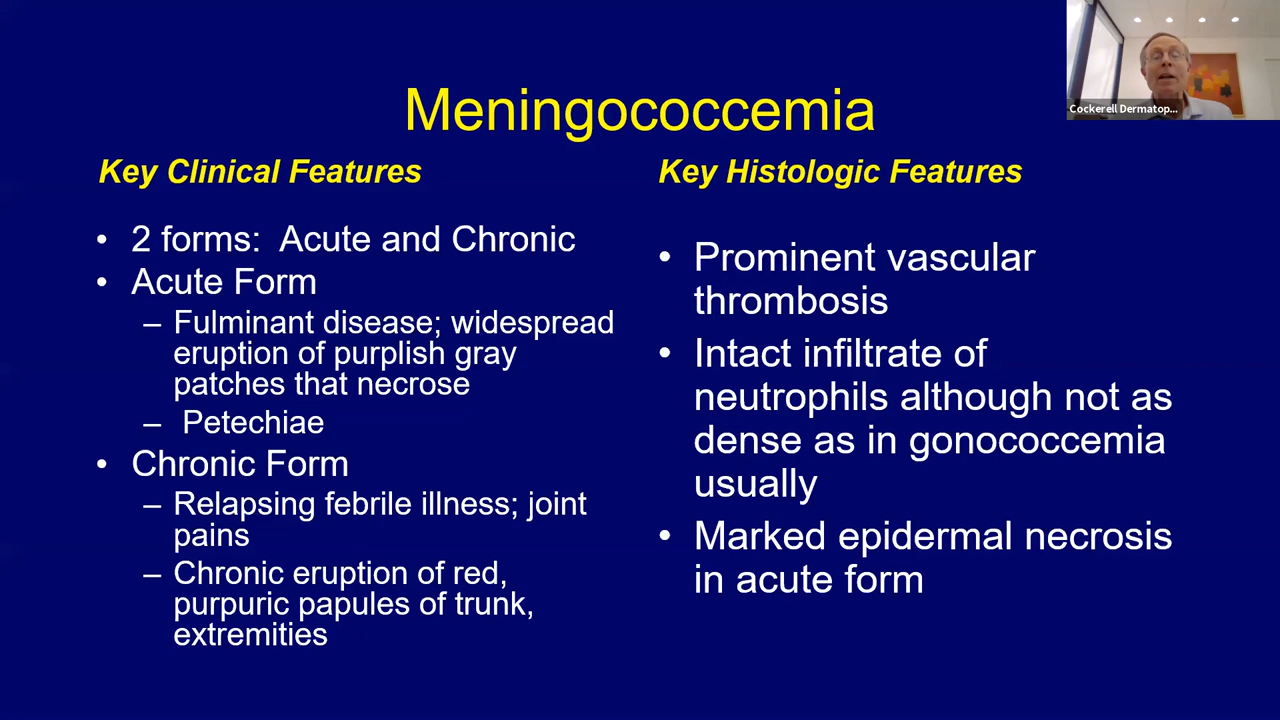 Meningococcemia
Key Clinical Features
• 2 forms: Acute and Chronic
• Acute Form
– Fulminant disease; widespread
eruption of purplish gray
patches that necrose
– Petechiae
• Chronic Form
– Relapsing febrile illness; joint
pains
– Chronic eruption of red,
purpuric papules of trunk,
extremities
Key Histologic Features
• Prominent vascular
thrombosis
• Intact infiltrate of
neutrophils although not as
dense as in gonococcemia
usually
• Marked epidermal necrosis
in acute form
Cockerell Dermatop...